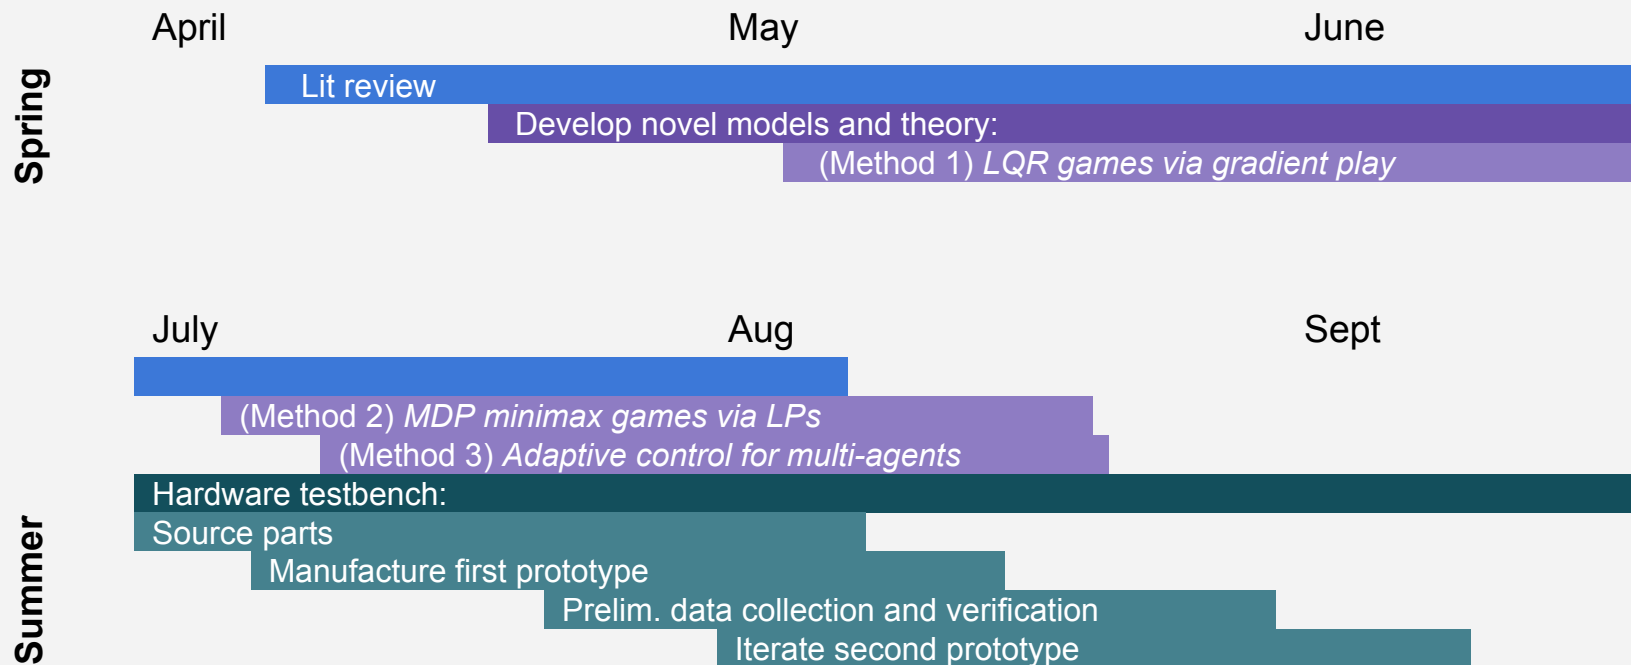 April May June
Spring
Lit review
Develop novel models and theory:
(Method 1) LQR games via gradient play
July Aug Sept
Summer
(Method 2) MDP minimax games via LPs
(Method 3) Adaptive control for multi-agents
Hardware testbench:
Source parts
Manufacture first prototype
Prelim. data collection and verification
Iterate second prototype